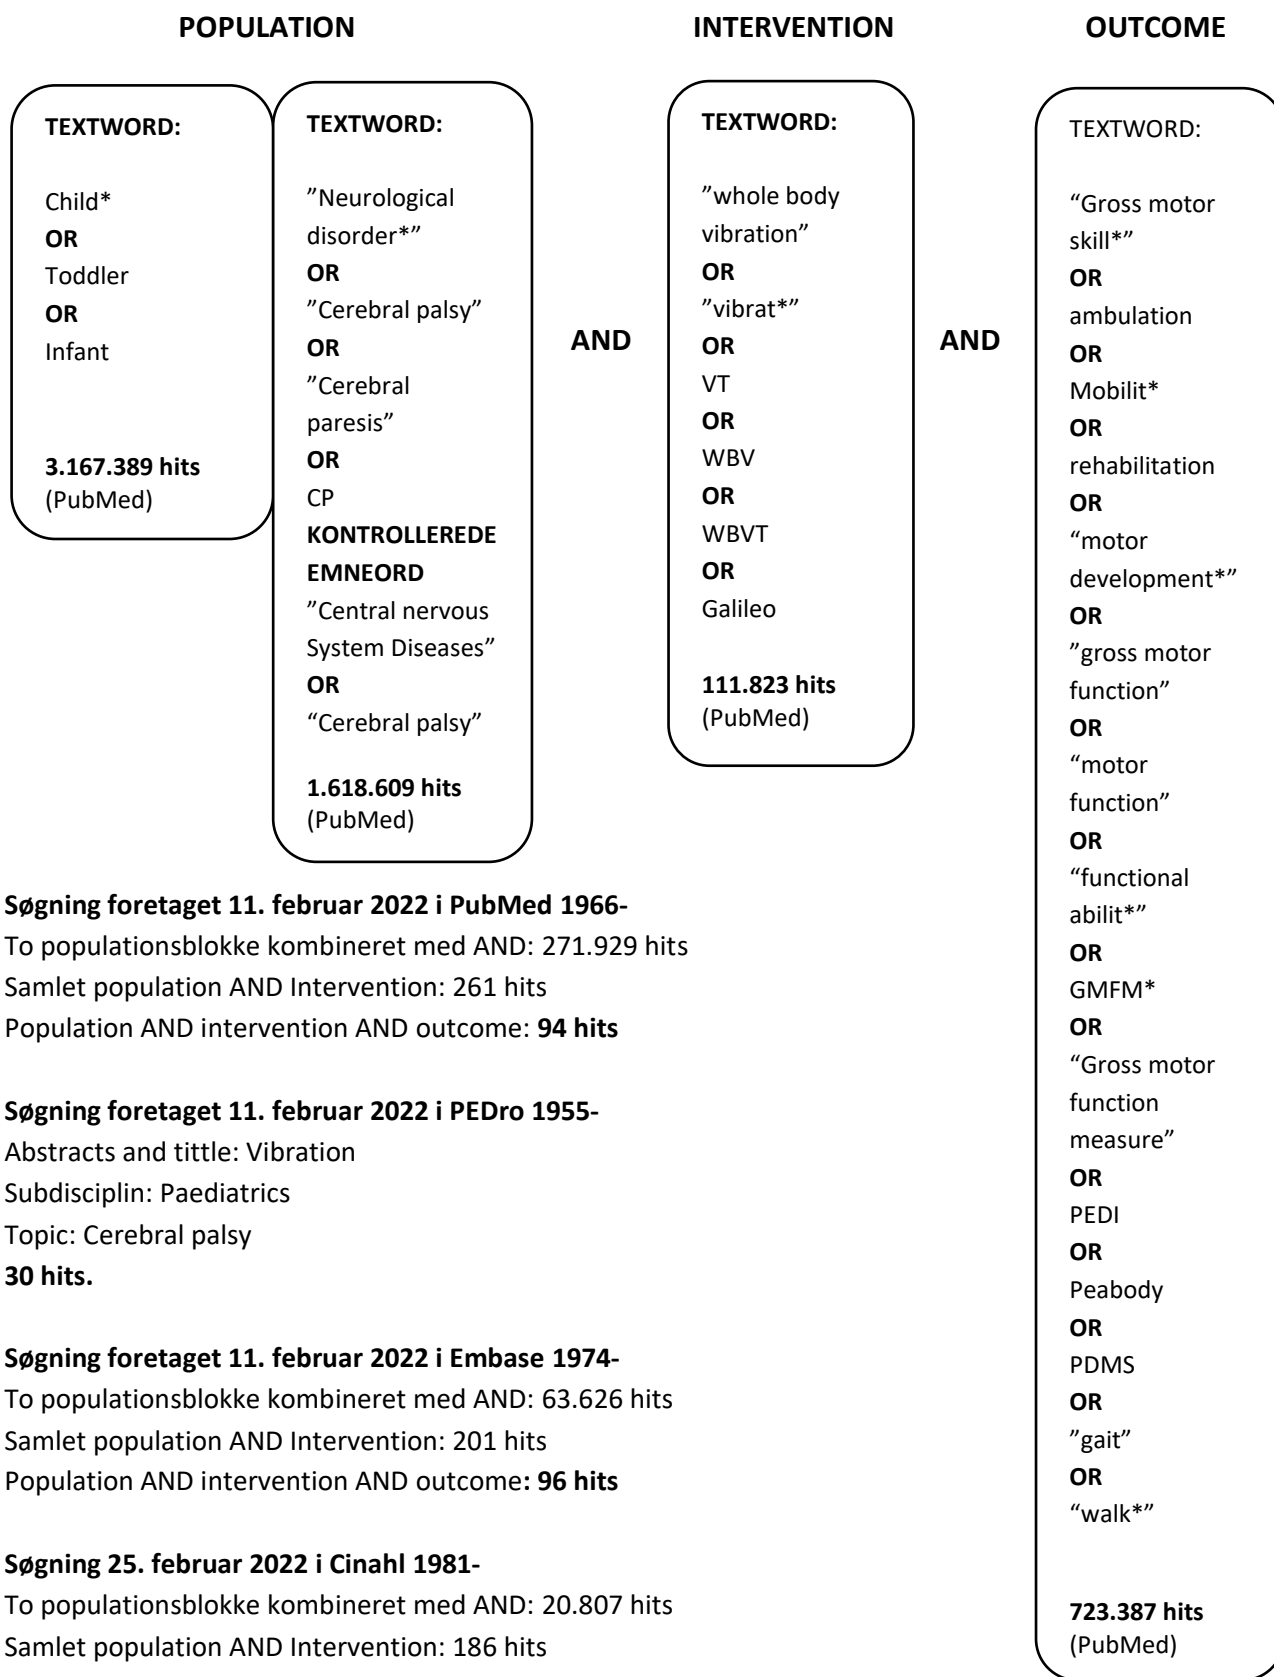 POPULATION
INTERVENTION
OUTCOME
TEXTWORD:
Child*
OR
Toddler
OR
Infant
3.167.389 hits
(PubMed)
TEXTWORD:
”Neurological
disorder*”
OR
”Cerebral palsy”
OR
”Cerebral
paresis”
OR
CP
KONTROLLEREDE
EMNEORD
”Central nervous
System Diseases”
OR
“Cerebral palsy”
1.618.609 hits
(PubMed)
AND
TEXTWORD:
”whole body
vibration”
OR
”vibrat*”
OR
VT
OR
WBV
OR
WBVT
OR
Galileo
111.823 hits
(PubMed)
AND
TEXTWORD:
“Gross motor
skill*”
OR
ambulation
OR
Mobilit*
OR
rehabilitation
OR
“motor
development*”
OR
”gross motor
function”
OR
“motor
function”
OR
“functional
abilit*”
OR
GMFM*
OR
“Gross motor
function
measure”
OR
PEDI
OR
Peabody
OR
PDMS
OR
”gait”
OR
“walk*”
723.387 hits
(PubMed)
Søgning foretaget 11. februar 2022 i PubMed 1966-
To populationsblokke kombineret med AND: 271.929 hits
Samlet population AND Intervention: 261 hits
Population AND intervention AND outcome: 94 hits
Søgning foretaget 11. februar 2022 i PEDro 1955-
Abstracts and tittle: Vibration
Subdisciplin: Paediatrics
Topic: Cerebral palsy
30 hits.
Søgning foretaget 11. februar 2022 i Embase 1974-
To populationsblokke kombineret med AND: 63.626 hits
Samlet population AND Intervention: 201 hits
Population AND intervention AND outcome: 96 hits
Søgning 25. februar 2022 i Cinahl 1981-
To populationsblokke kombineret med AND: 20.807 hits
Samlet population AND Intervention: 186 hits